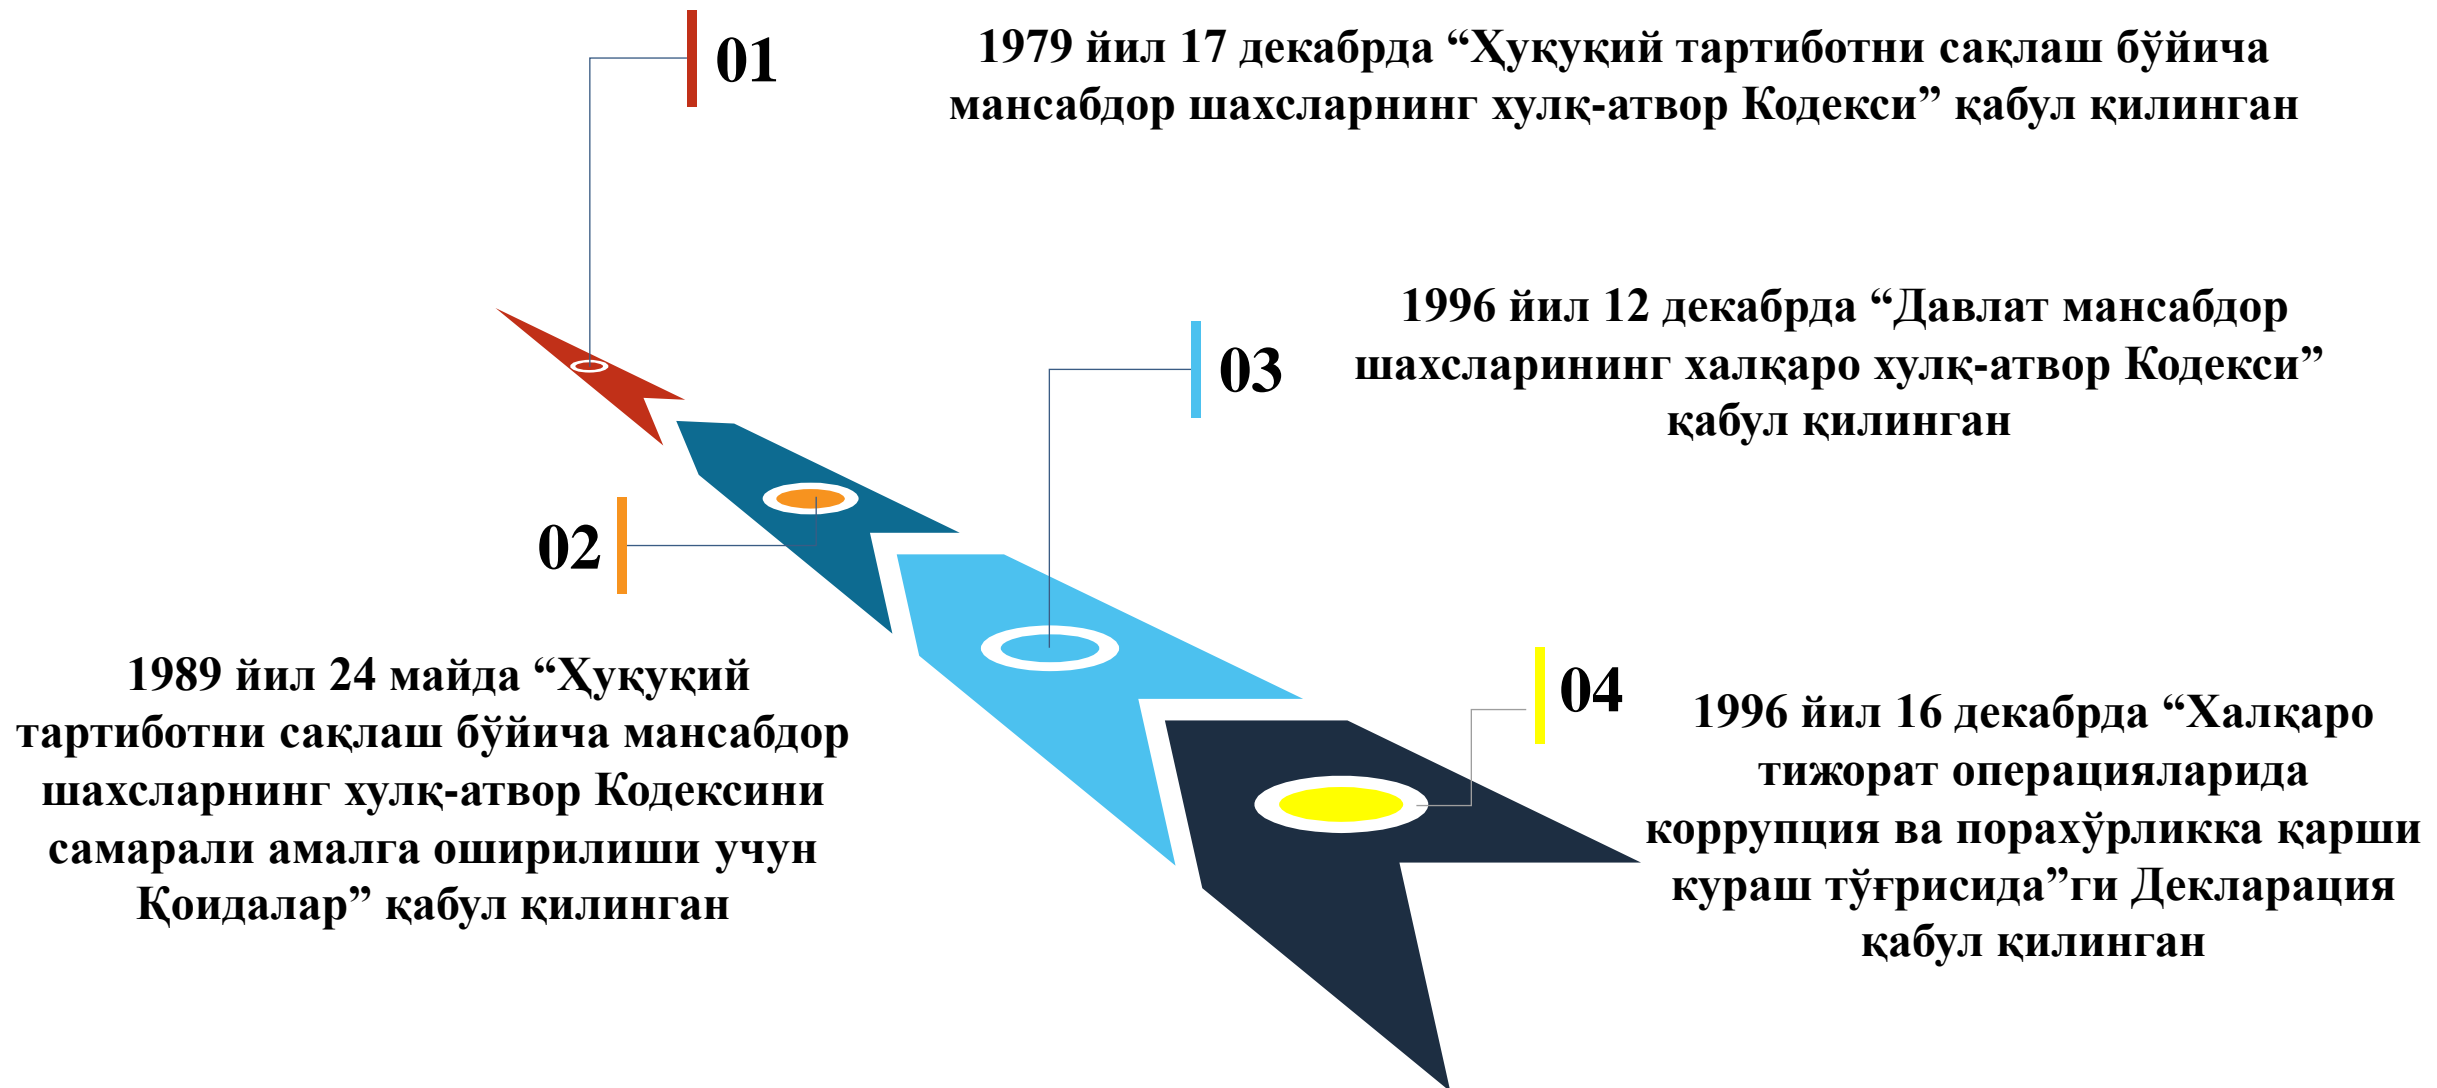 01
1979 йил 17 декабрда “Ҳуқуқий тартиботни сақлаш бўйича
мансабдор шахсларнинг хулқ-атвор Кодекси” қабул қилинган
02
1989 йил 24 майда “Ҳуқуқий
тартиботни сақлаш бўйича мансабдор
шахсларнинг хулқ-атвор Кодексини
самарали амалга оширилиши учун
Қоидалар” қабул қилинган
03
1996 йил 12 декабрда “Давлат мансабдор
шахсларининг халқаро хулқ-атвор Кодекси”
қабул қилинган
04
1996 йил 16 декабрда “Халқаро
тижорат операцияларида
коррупция ва порахўрликка қарши
кураш тўғрисида”ги Декларация
қабул қилинган